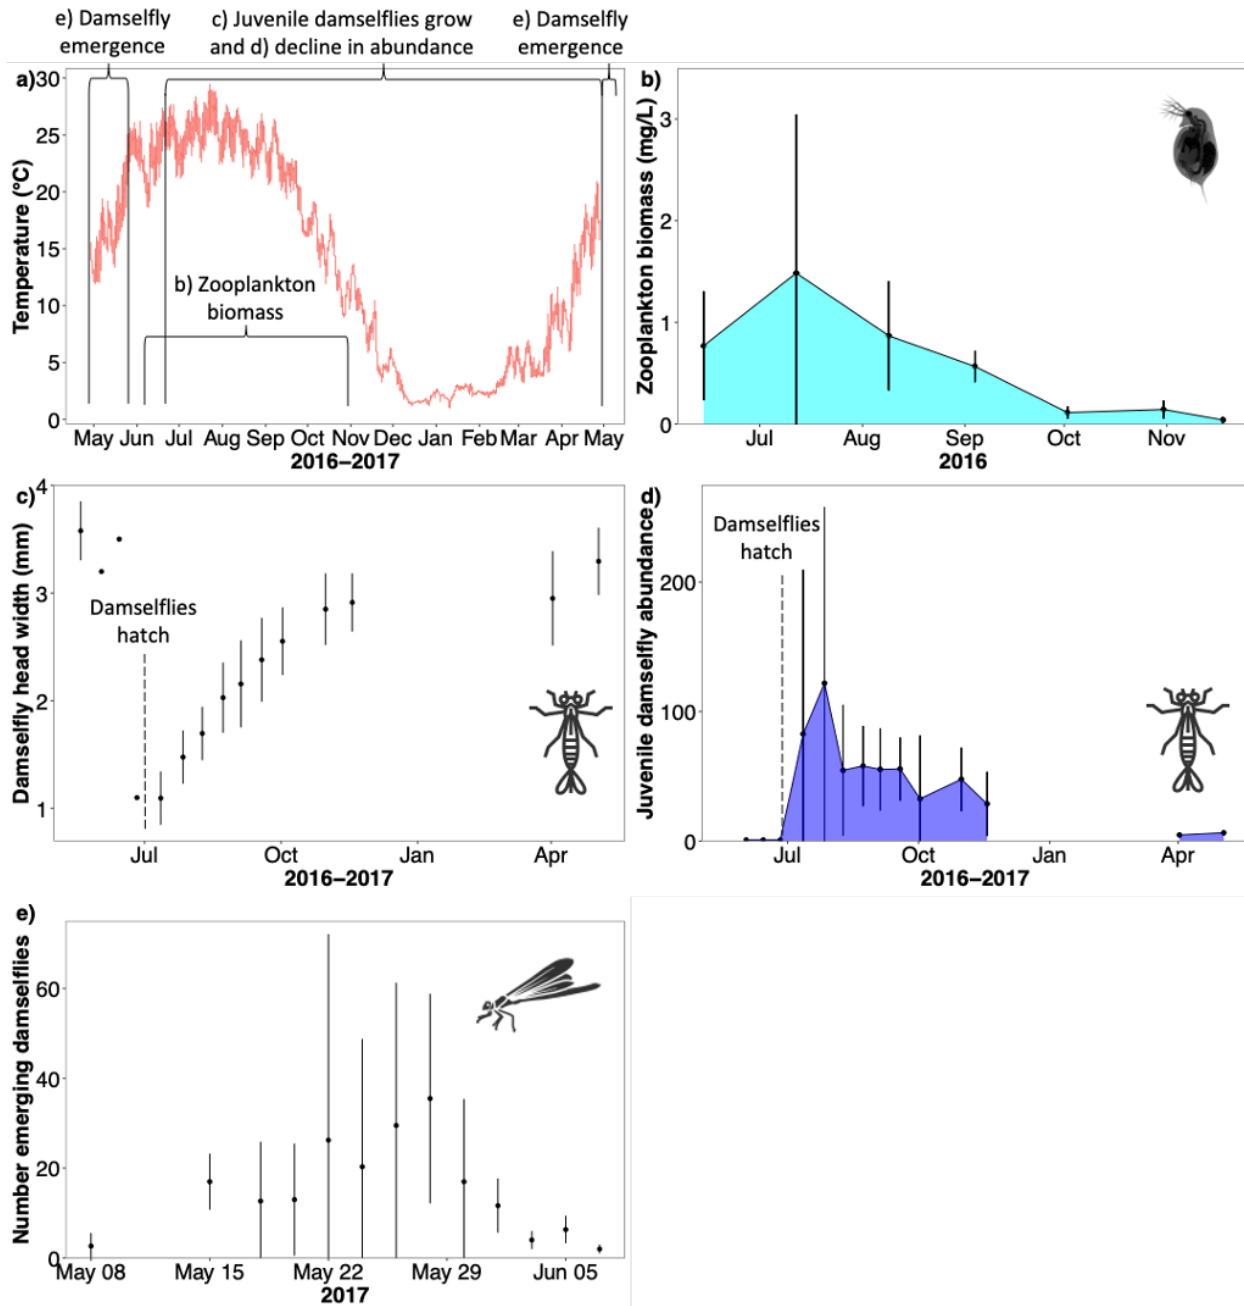 e) Damselfly
emergence
c) Juvenile damselflies grow
and d) decline in abundance
e) Damselfly
emergence
a)
30
25
20
15
10
5
0
Temperature (°C)
b) Zooplankton
biomass
May Jun Jul Aug Sep Oct Nov Dec Jan Feb Mar Apr May
2016–2017
b)
3
2
1
0
Zooplankton biomass (mg/L)
Jul Aug Sep Oct Nov
2016
c)
4
3
2
1
Damselfly head width (mm)
Damselflies
hatch
Jul Oct Jan Apr
2016–2017
d)
200
100
0
Juvenile damselfly abundance
Damselflies
hatch
Jul Oct Jan Apr
2016–2017
e)
60
40
20
0
Number emerging damselflies
May 08 May 15 May 22 May 29 Jun 05
2017